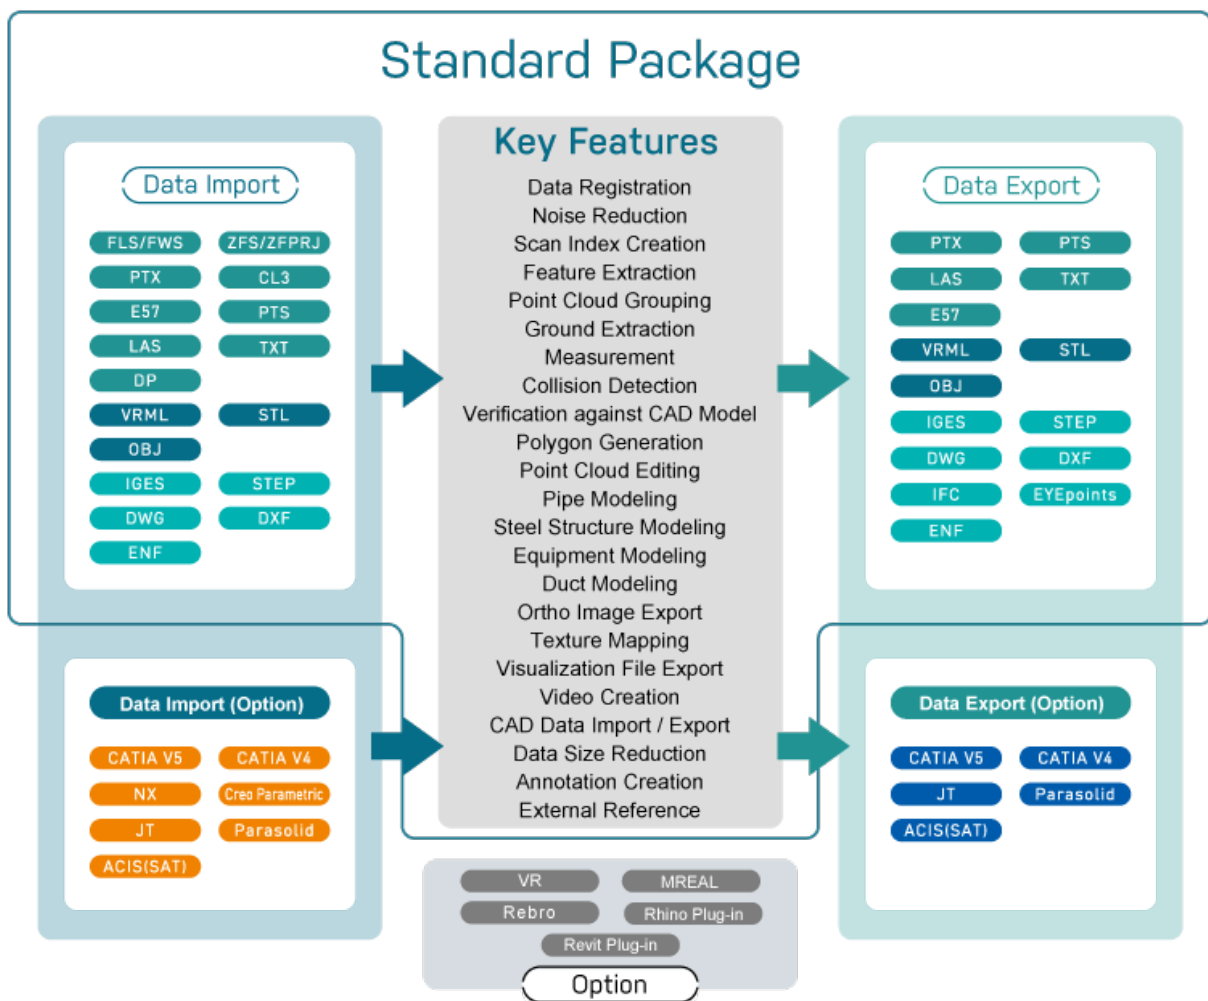 Standard Package
Data Import
FLS/FWS ZFS/ZFPRJ
PTX CL3
E57 PTS
LAS TXT
DP
VRML STL
OBJ
IGES STEP
DWG DXF
ENF
Data Import (Option)
CATIA V5 CATIA V4
NX Creo Parametric
JT Parasolid
ACIS(SAT)
Key Features
Data Registration
Noise Reduction
Scan Index Creation
Feature Extraction
Point Cloud Grouping
Ground Extraction
Measurement
Collision Detection
Verification against CAD Model
Polygon Generation
Point Cloud Editing
Pipe Modeling
Steel Structure Modeling
Equipment Modeling
Duct Modeling
Ortho Image Export
Texture Mapping
Visualization File Export
Video Creation
CAD Data Import / Export
Data Size Reduction
Annotation Creation
External Reference
Data Export
PTX PTS
LAS TXT
E57
VRML STL
OBJ
IGES STEP
DWG DXF
IFC EYEpoints
ENF
Data Export (Option)
CATIA V5 CATIA V4
JT Parasolid
ACIS(SAT)
VR MREAL
Rebro Rhino Plug-in
Revit Plug-in
Option